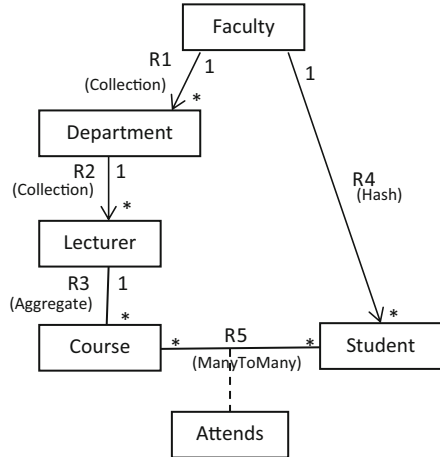 Faculty
R1
1
1
(Collection)
*
Department
R2
1
(Collection)
*
R4
(Hash)
Lecturer
R3
1
(Aggregate)
*
*
Course
*
R5
*
Student
(ManyToMany)
Attends